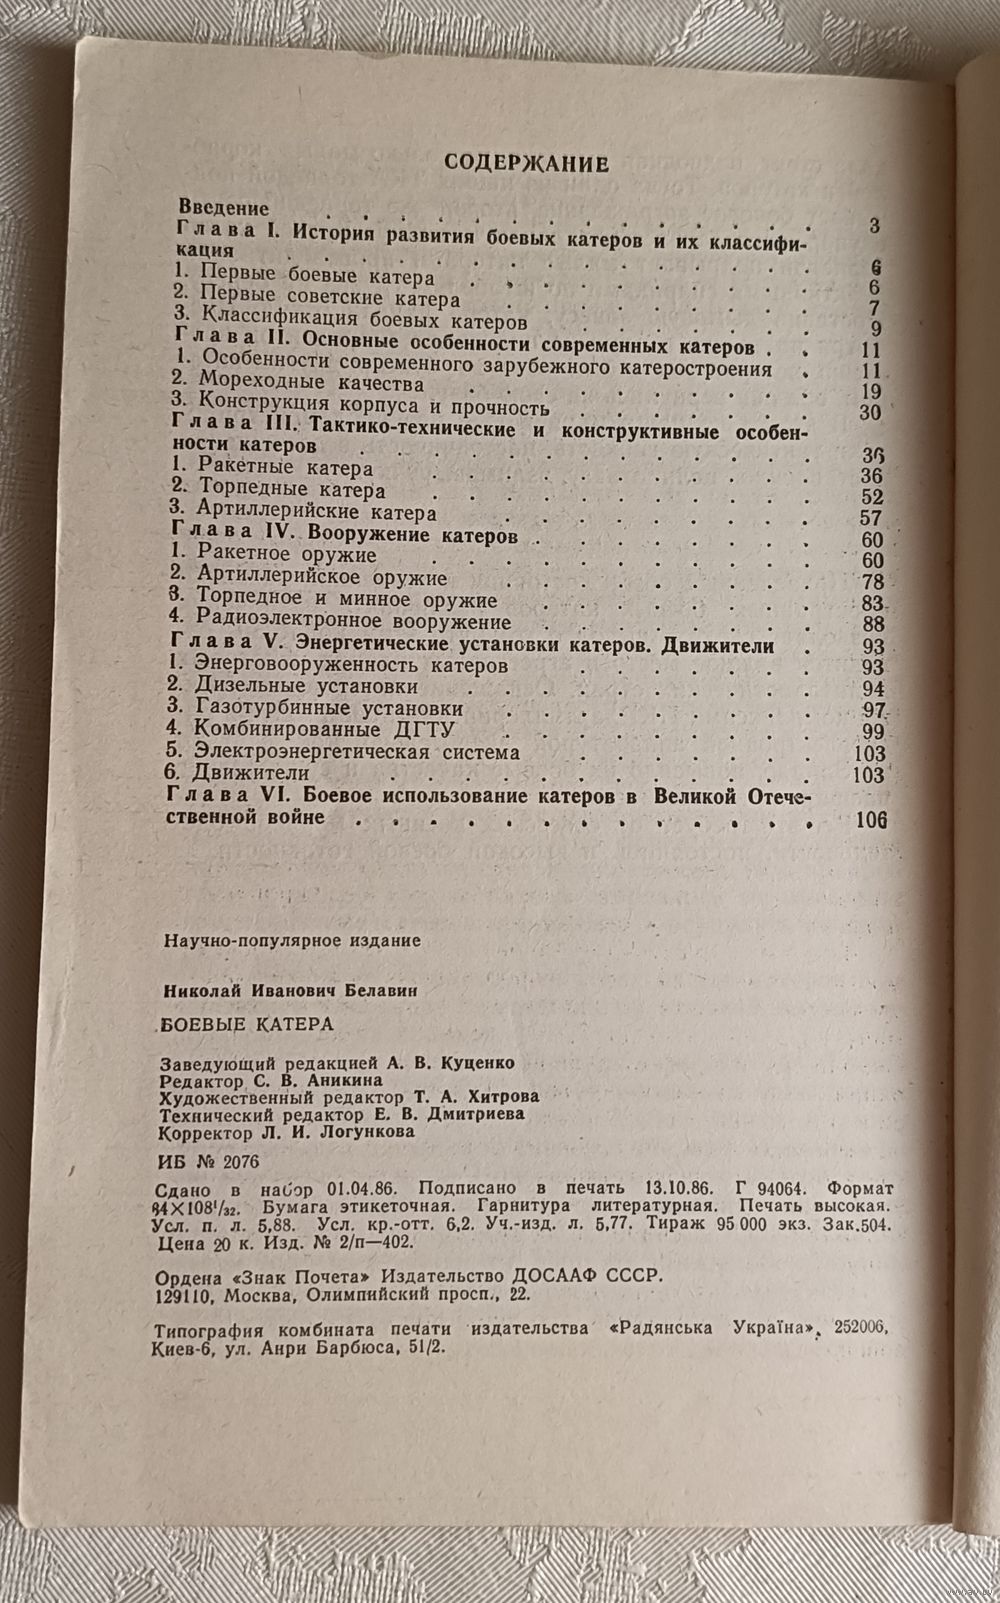 СОДЕРЖАНИЕ
Введение . . . . . . . . . . . . . . 3
Глава I. История развития боевых катеров и их классифи-
кация . . . . . . . . . . . . . . 6
1. Первые боевые катера . . . . . . . . . . 6
2. Первые советские катера . . . . . . . . . 7
3. Классификация боевых катеров . . . . . . . 9
Глава II. Основные особенности современных катеров . . 11
1. Особенности современного зарубежного катеростроения . 11
2. Мореходные качества . . . . . . . . . . 19
3. Конструкция корпуса и прочность . . . . . . . 30
Глава III. Тактико-технические и конструктивные особен-
ности катеров . . . . . . . . . . . . . 36
1. Ракетные катера . . . . . . . . . . . 36
2. Торпедные катера . . . . . . . . . . . 52
3. Артиллерийские катера . . . . . . . . . 57
Глава IV. Вооружение катеров . . . . . . . . 60
1. Ракетное оружие . . . . . . . . . . . 60
2. Артиллерийское оружие . . . . . . . . . 78
3. Торпедное и минное оружие . . . . . . . . 83
4. Радиоэлектронное вооружение . . . . . . . . 88
Глава V. Энергетические установки катеров. Движители . 93
1. Энерговооруженность катеров . . . . . . . 93
2. Дизельные установки . . . . . . . . . . 94
3. Газотурбинные установки . . . . . . . . . 97
4. Комбинированные ДГТУ . . . . . . . . . 99
5. Электроэнергетическая система . . . . . . . 103
6. Движители . . . . . . . . . . . . 103
Глава VI. Боевое использование катеров в Великой Отече-
ственной войне . . . . . . . . . . . . . 106
Научно-популярное издание
Николай Иванович Белавин
БОЕВЫЕ КАТЕРА
Заведующий редакцией А. В. Куценко
Редактор С. В. Аникина
Художественный редактор Т. А. Хитрова
Технический редактор Е. В. Дмитриева
Корректор Л. И. Логункова
ИБ № 2076
Сдано в набор 01.04.86. Подписано в печать 13.10.86. Г 94064. Формат
84×108¹/₃₂. Бумага этикеточная. Гарнитура литературная. Печать высокая.
Усл. п. л. 5,88. Усл. кр.-отт. 6,2. Уч.-изд. л. 5,77. Тираж 95 000 экз. Зак.504.
Цена 20 к. Изд. № 2/п—402.
Ордена «Знак Почета» Издательство ДОСААФ СССР.
129110, Москва, Олимпийский просп., 22.
Типография комбината печати издательства «Радянська Україна», 252006,
Киев-6, ул. Анри Барбюса, 51/2.